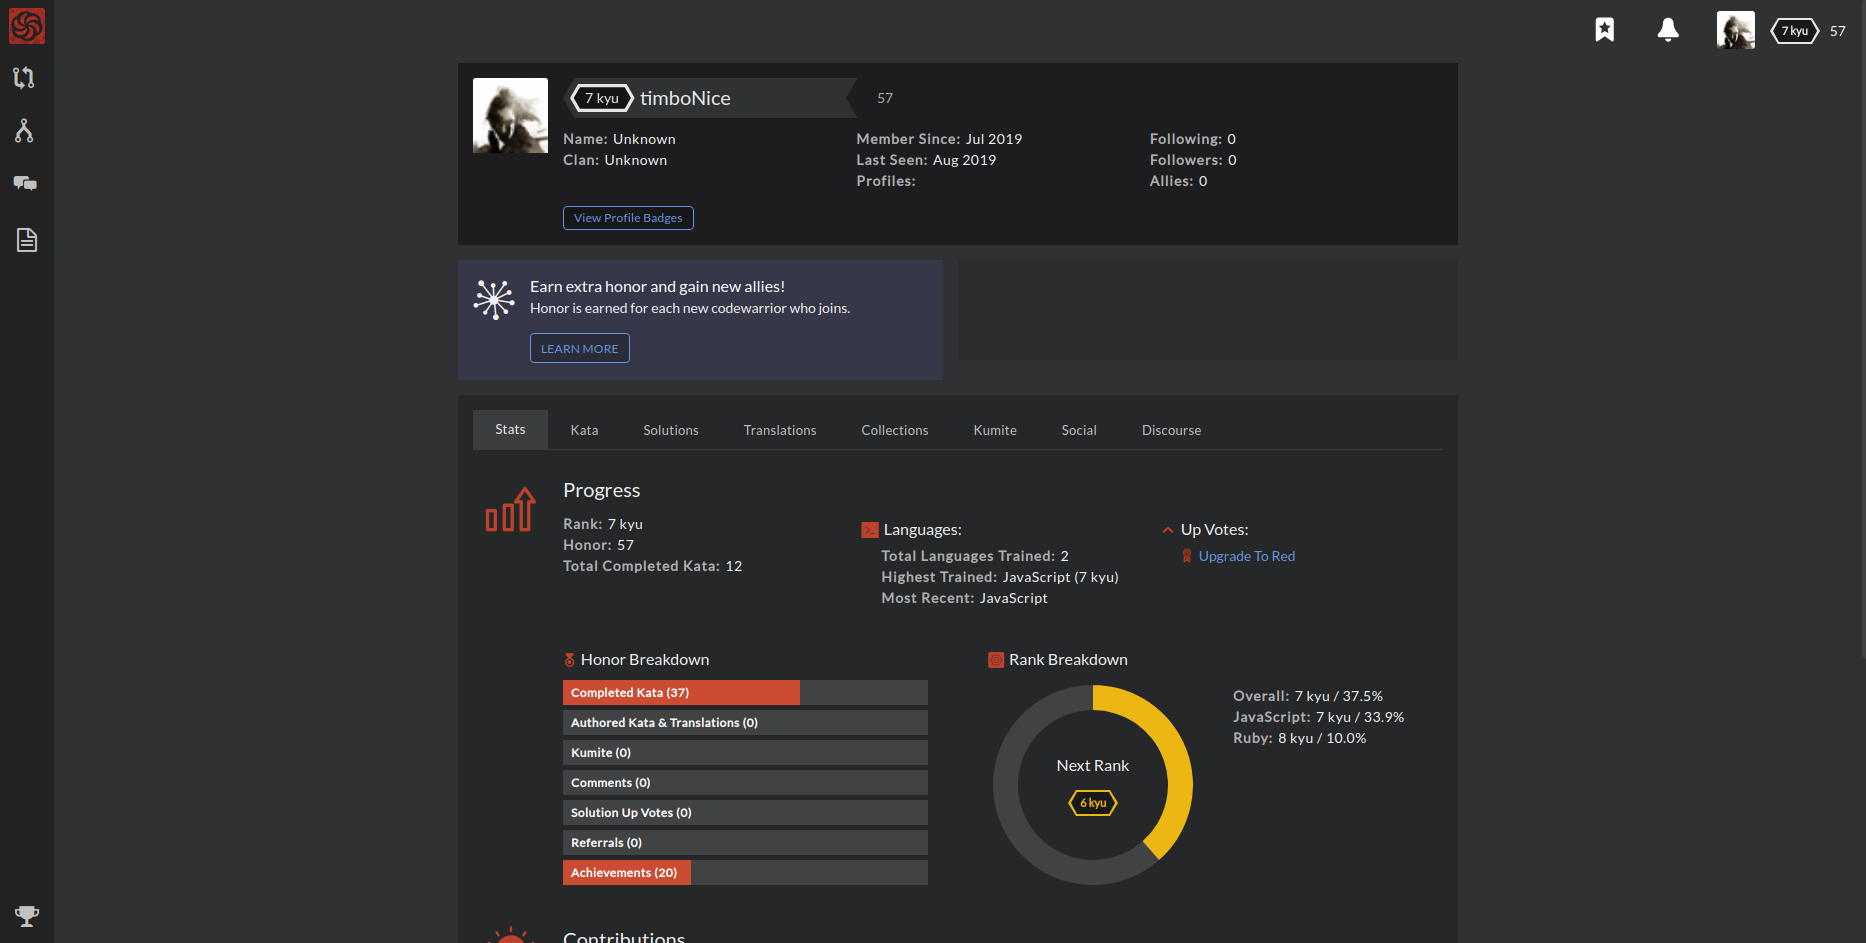 7 kyu 57
7 kyu timboNice 57
Name: Unknown
Clan: Unknown
Member Since: Jul 2019
Last Seen: Aug 2019
Profiles:
Following: 0
Followers: 0
Allies: 0
View Profile Badges
Earn extra honor and gain new allies!
Honor is earned for each new codewarrior who joins.
LEARN MORE
Stats Kata Solutions Translations Collections Kumite Social Discourse
Progress
Rank: 7 kyu
Honor: 57
Total Completed Kata: 12
Languages:
Total Languages Trained: 2
Highest Trained: JavaScript (7 kyu)
Most Recent: JavaScript
Up Votes:
Upgrade To Red
Honor Breakdown
Completed Kata (37)
Authored Kata & Translations (0)
Kumite (0)
Comments (0)
Solution Up Votes (0)
Referrals (0)
Achievements (20)
Rank Breakdown
Next Rank
6 kyu
Overall: 7 kyu / 37.5%
JavaScript: 7 kyu / 33.9%
Ruby: 8 kyu / 10.0%
Contributions